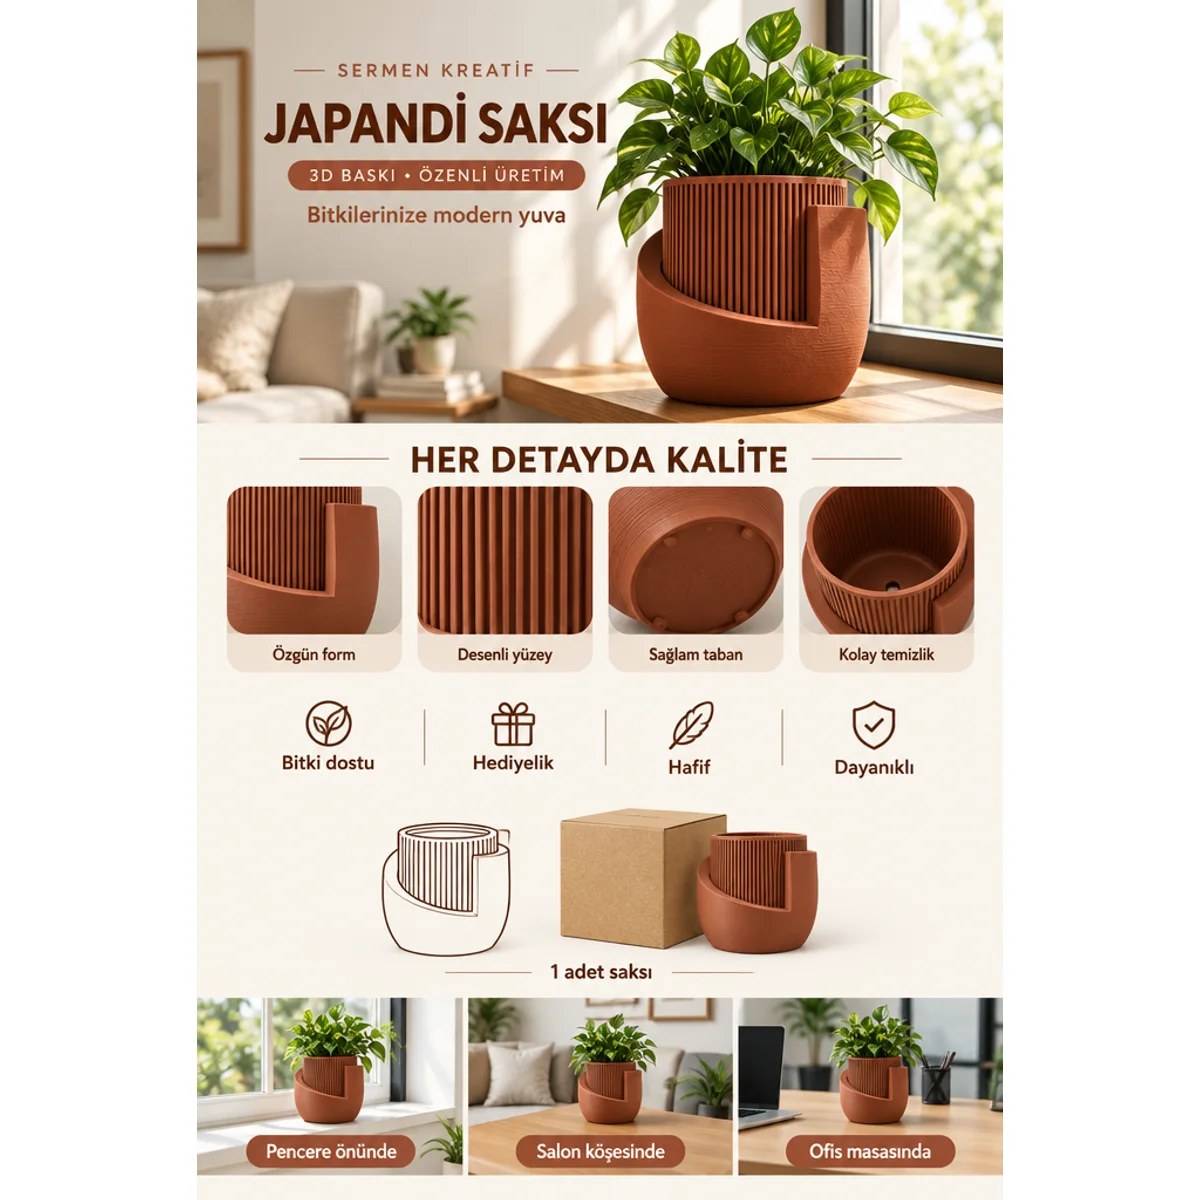 SERMEN KREATİF
JAPANDİ SAKSI
3D BASKI • ÖZENLİ ÜRETİM
Bitkilerinize modern yuva
HER DETAYDA KALİTE
Özgün form
Desenli yüzey
Sağlam taban
Kolay temizlik
Bitki dostu
Hediyelik
Hafif
Dayanıklı
1 adet saksı
Pencere önünde
Salon köşesinde
Ofis masasında